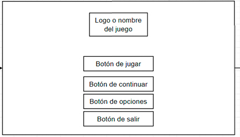 Logo o nombre
del juego
Botón de jugar
Botón de continuar
Botón de opciones
Botón de salir